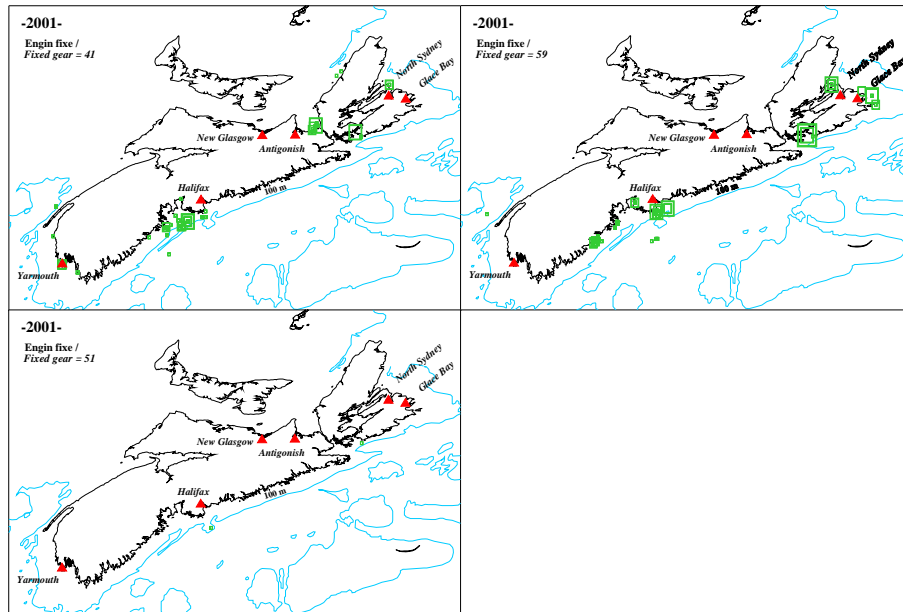 -2001-
Engin fixe /
Fixed gear = 41
North Sydney
Glace Bay
New Glasgow
Antigonish
Halifax
100 m
Yarmouth
-2001-
Engin fixe /
Fixed gear = 59
North Sydney
Glace Bay
New Glasgow
Antigonish
Halifax
100 m
Yarmouth
-2001-
Engin fixe /
Fixed gear = 51
North Sydney
Glace Bay
New Glasgow
Antigonish
Halifax
100 m
Yarmouth